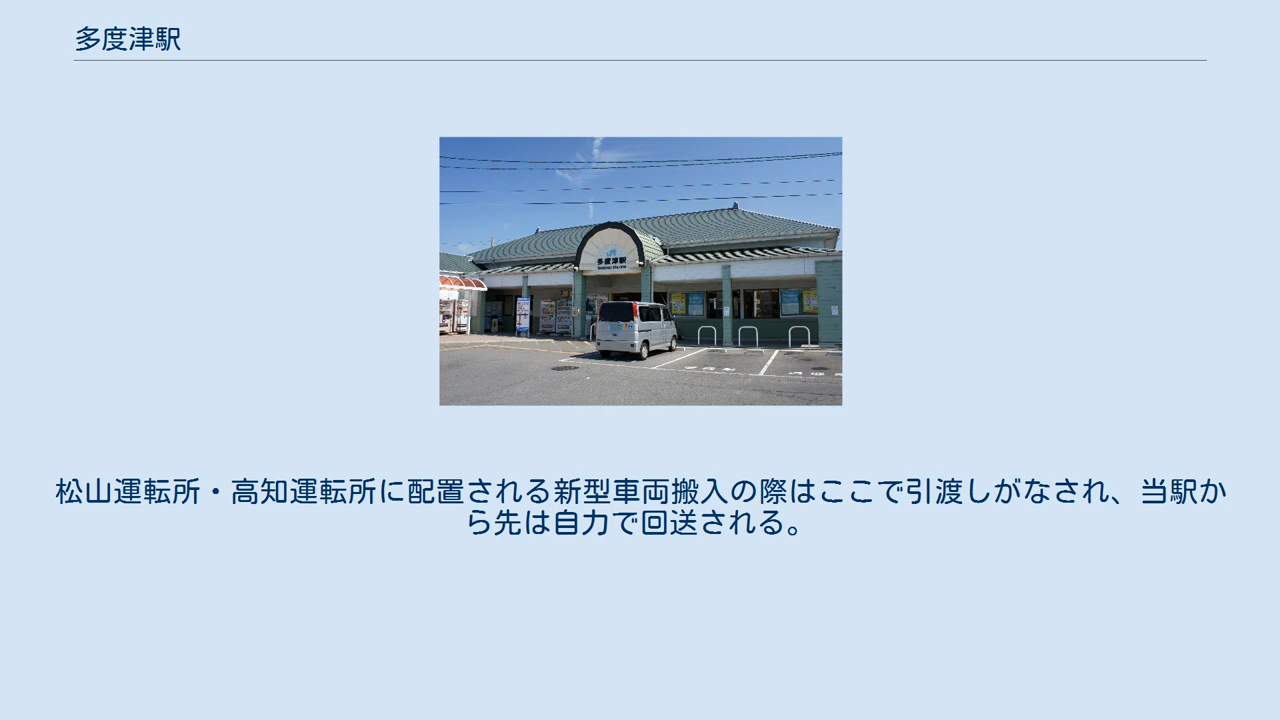 多度津駅
JR
多度津駅
松山運転所・高知運転所に配置される新型車両搬入の際はここで引渡しがなされ、当駅か
ら先は自力で回送される。